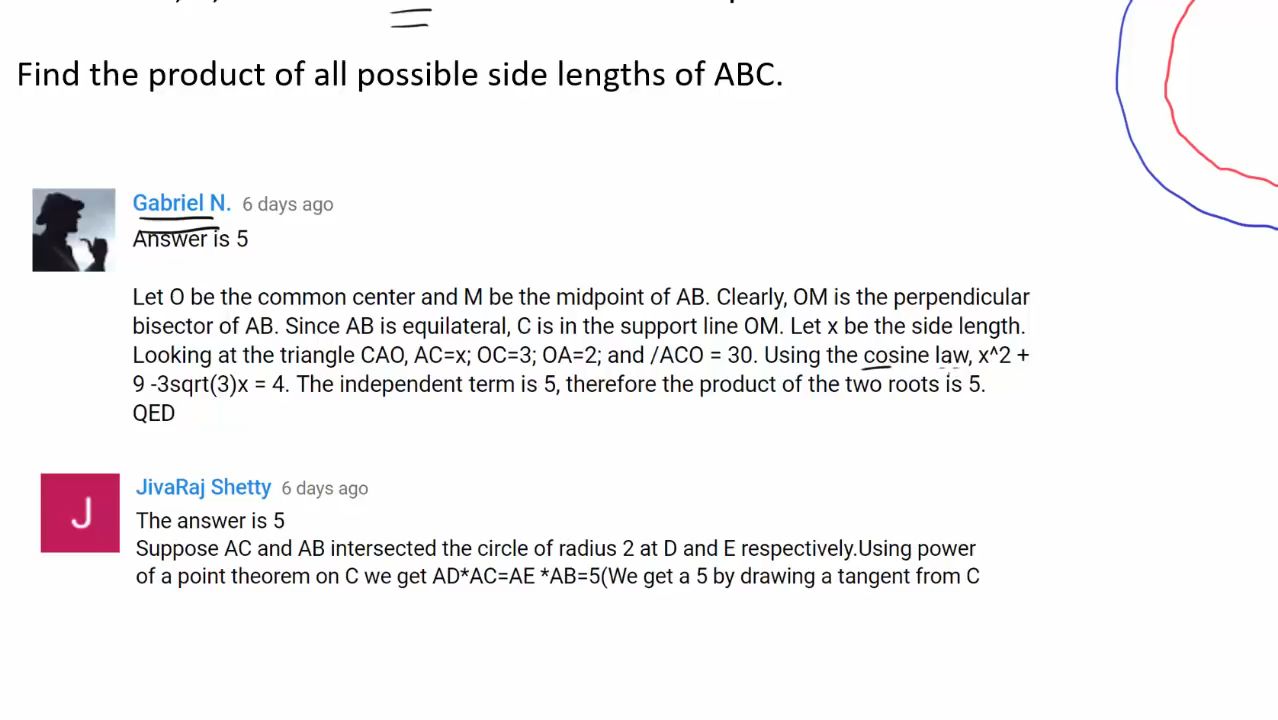 Find the product of all possible side lengths of ABC.
Gabriel N. 6 days ago
Answer is 5
Let O be the common center and M be the midpoint of AB. Clearly, OM is the perpendicular
bisector of AB. Since AB is equilateral, C is in the support line OM. Let x be the side length.
Looking at the triangle CAO, AC=x; OC=3; OA=2; and /ACO = 30. Using the cosine law, x^2 +
9 -3sqrt(3)x = 4. The independent term is 5, therefore the product of the two roots is 5.
QED
J
JivaRaj Shetty 6 days ago
The answer is 5
Suppose AC and AB intersected the circle of radius 2 at D and E respectively.Using power
of a point theorem on C we get AD*AC=AE *AB=5(We get a 5 by drawing a tangent from C